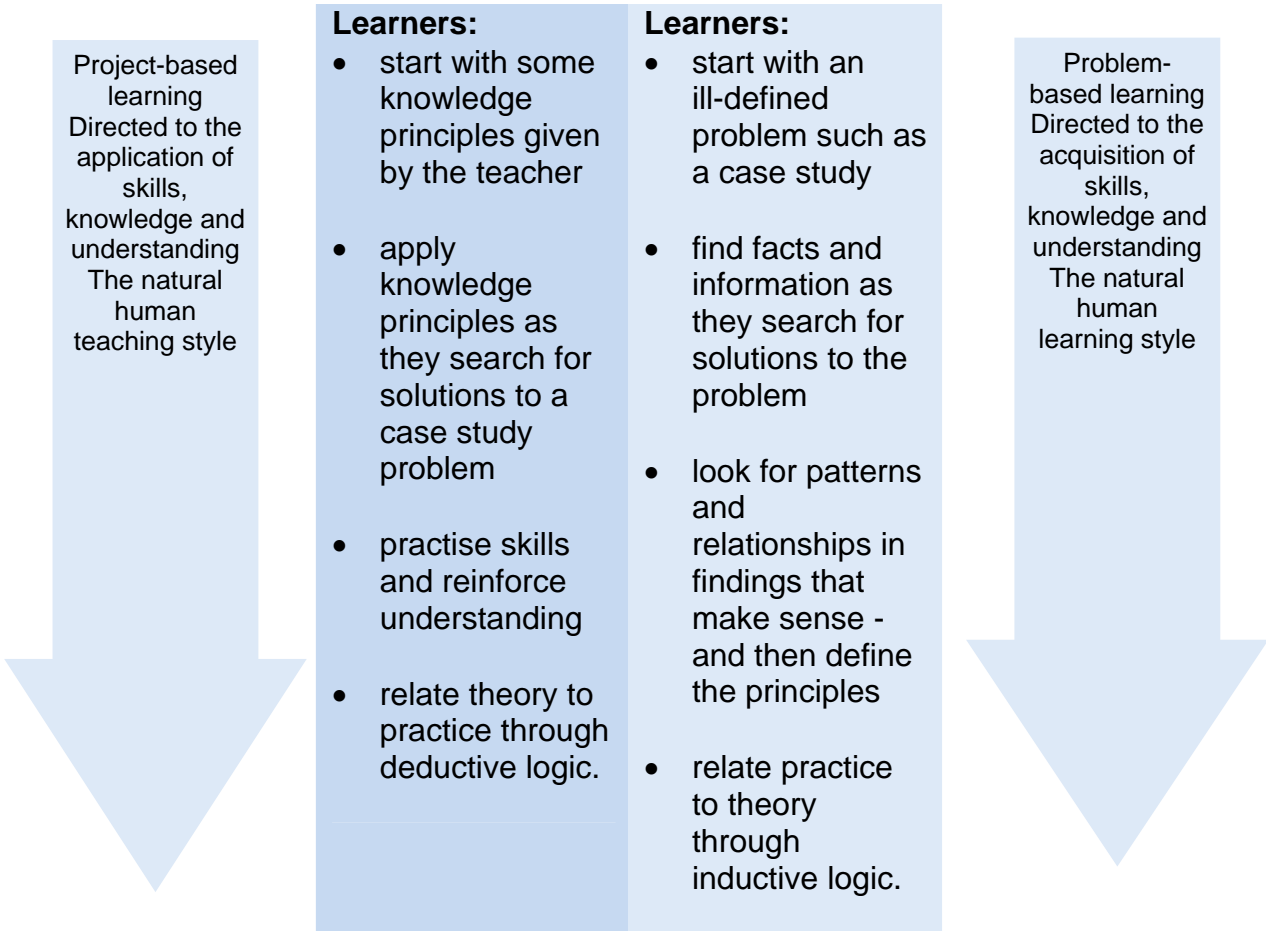 Project-based
learning
Directed to the
application of
skills,
knowledge and
understanding
The natural
human
teaching style
Learners:
• start with some
knowledge
principles given
by the teacher
• apply
knowledge
principles as
they search for
solutions to a
case study
problem
• practise skills
and reinforce
understanding
• relate theory to
practice through
deductive logic.
Learners:
• start with an
ill-defined
problem such as
a case study
• find facts and
information as
they search for
solutions to the
problem
• look for patterns
and
relationships in
findings that
make sense -
and then define
the principles
• relate practice
to theory
through
inductive logic.
Problem-
based learning
Directed to the
acquisition of
skills,
knowledge and
understanding
The natural
human
learning style